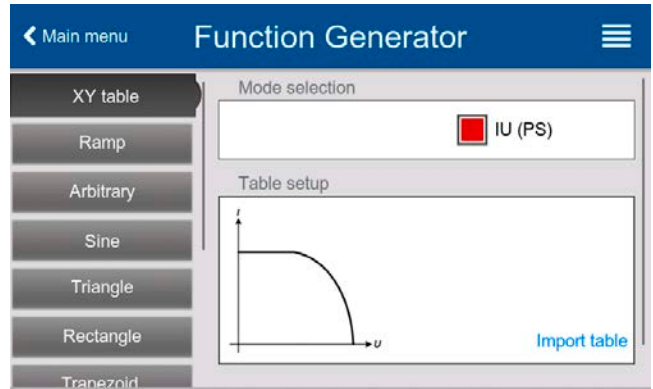 Main menu
Function Generator
XY table
Ramp
Arbitrary
Sine
Triangle
Rectangle
Trapezoid
Mode selection
IU (PS)
Table setup
I
U
Import table